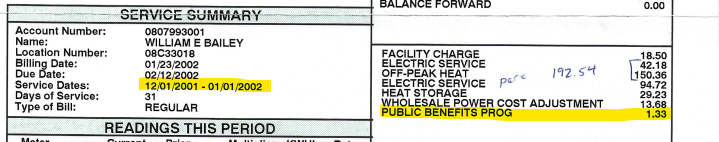 SERVICE SUMMARY
Account Number: 0807993001
Name: WILLIAM E BAILEY
Location Number: 08C33018
Billing Date: 01/23/2002
Due Date: 02/12/2002
Service Dates: 12/01/2001 - 01/01/2002
Days of Service: 31
Type of Bill: REGULAR
READINGS THIS PERIOD
BALANCE FORWARD 0.00
FACILITY CHARGE 18.50
ELECTRIC SERVICE 42.18
OFF-PEAK HEAT 150.36
192.54
ELECTRIC SERVICE 94.72
HEAT STORAGE 29.23
WHOLESALE POWER COST ADJUSTMENT 13.68
PUBLIC BENEFITS PROG 1.33